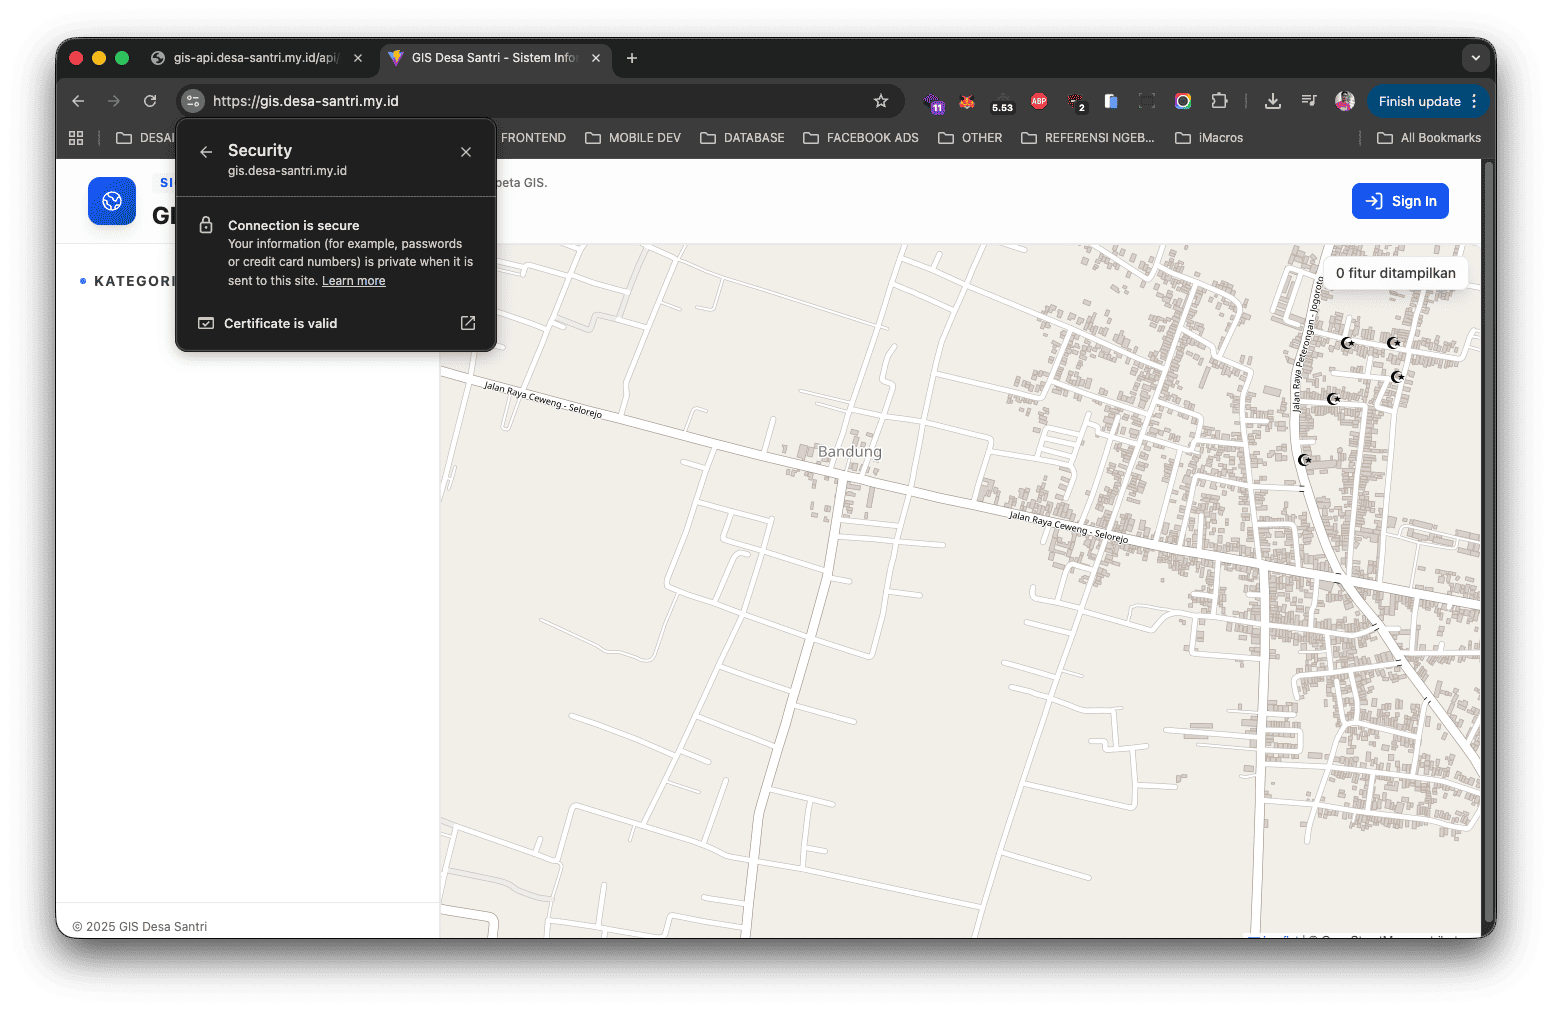 gis-api.desa-santri.my.id/api/
GIS Desa Santri - Sistem Infor
https://gis.desa-santri.my.id
11
5.53
ABP
2
Finish update
DESAI
FRONTEND
MOBILE DEV
DATABASE
FACEBOOK ADS
OTHER
REFERENSI NGEB...
iMacros
All Bookmarks
Security
gis.desa-santri.my.id
Connection is secure
Your information (for example, passwords
or credit card numbers) is private when it is
sent to this site. Learn more
Certificate is valid
peta GIS.
Sign In
KATEGORI
0 fitur ditampilkan
Jalan Raya Peterongan - Jogoroto
Jalan Raya Ceweng - Selorejo
Bandung
Jalan Raya Ceweng - Selorejo
© 2025 GIS Desa Santri